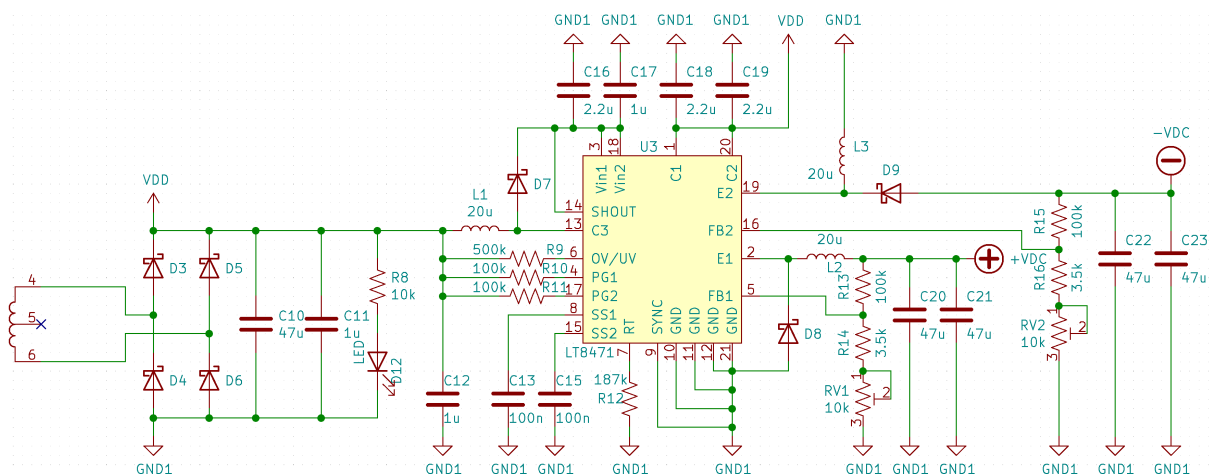 GND1 GND1 GND1 GND1 VDD GND1
C16 C17 C18 C19
2.2u 1u 2.2u 2.2u
3 18 U3 1 20
Vin1 Vin2 C1 C2
L3
20u
D9
−VDC
VDD
L1
20u
D7
14 SHOUT
13 C3
E2 19
FB2 16
R15 100k
D3 D5
R8
10k
500k R9 6 OV/UV
100k R10 4 PG1
100k R11 17 PG2
8 SS1
15 SS2
E1 2
FB1 5
20u
L2
+VDC
R13 100k
R16 3.5k
C22
47u
C23
47u
4
5
6
C10
47u
C11
1u
LED
D12
RT SYNC GND GND GND GND
LT8471
7 9 10 11 12 21
D8
R14 3.5k
C20
47u
C21
47u
1
RV2
10k
2
3
D4 D6
C12
1u
C13
100n
C15
100n
187k
R12
1
RV1
10k
2
3
GND1 GND1 GND1 GND1 GND1 GND1 GND1 GND1 GND1 GND1 GND1 GND1